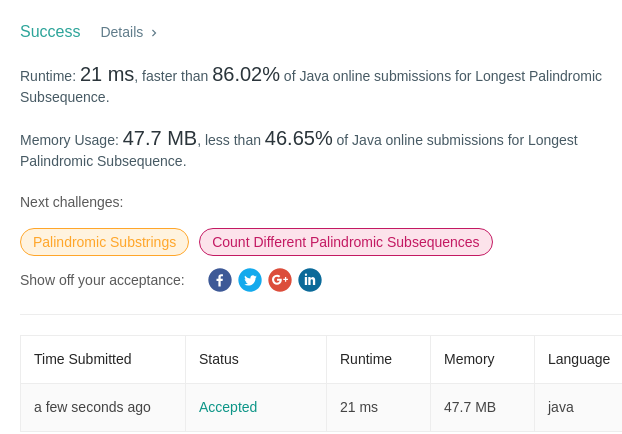 Success Details >
Runtime: 21 ms, faster than 86.02% of Java online submissions for Longest Palindromic
Subsequence.
Memory Usage: 47.7 MB, less than 46.65% of Java online submissions for Longest
Palindromic Subsequence.
Next challenges:
Palindromic Substrings Count Different Palindromic Subsequences
Show off your acceptance: f G+ in
Time Submitted Status Runtime Memory Language
a few seconds ago Accepted 21 ms 47.7 MB java